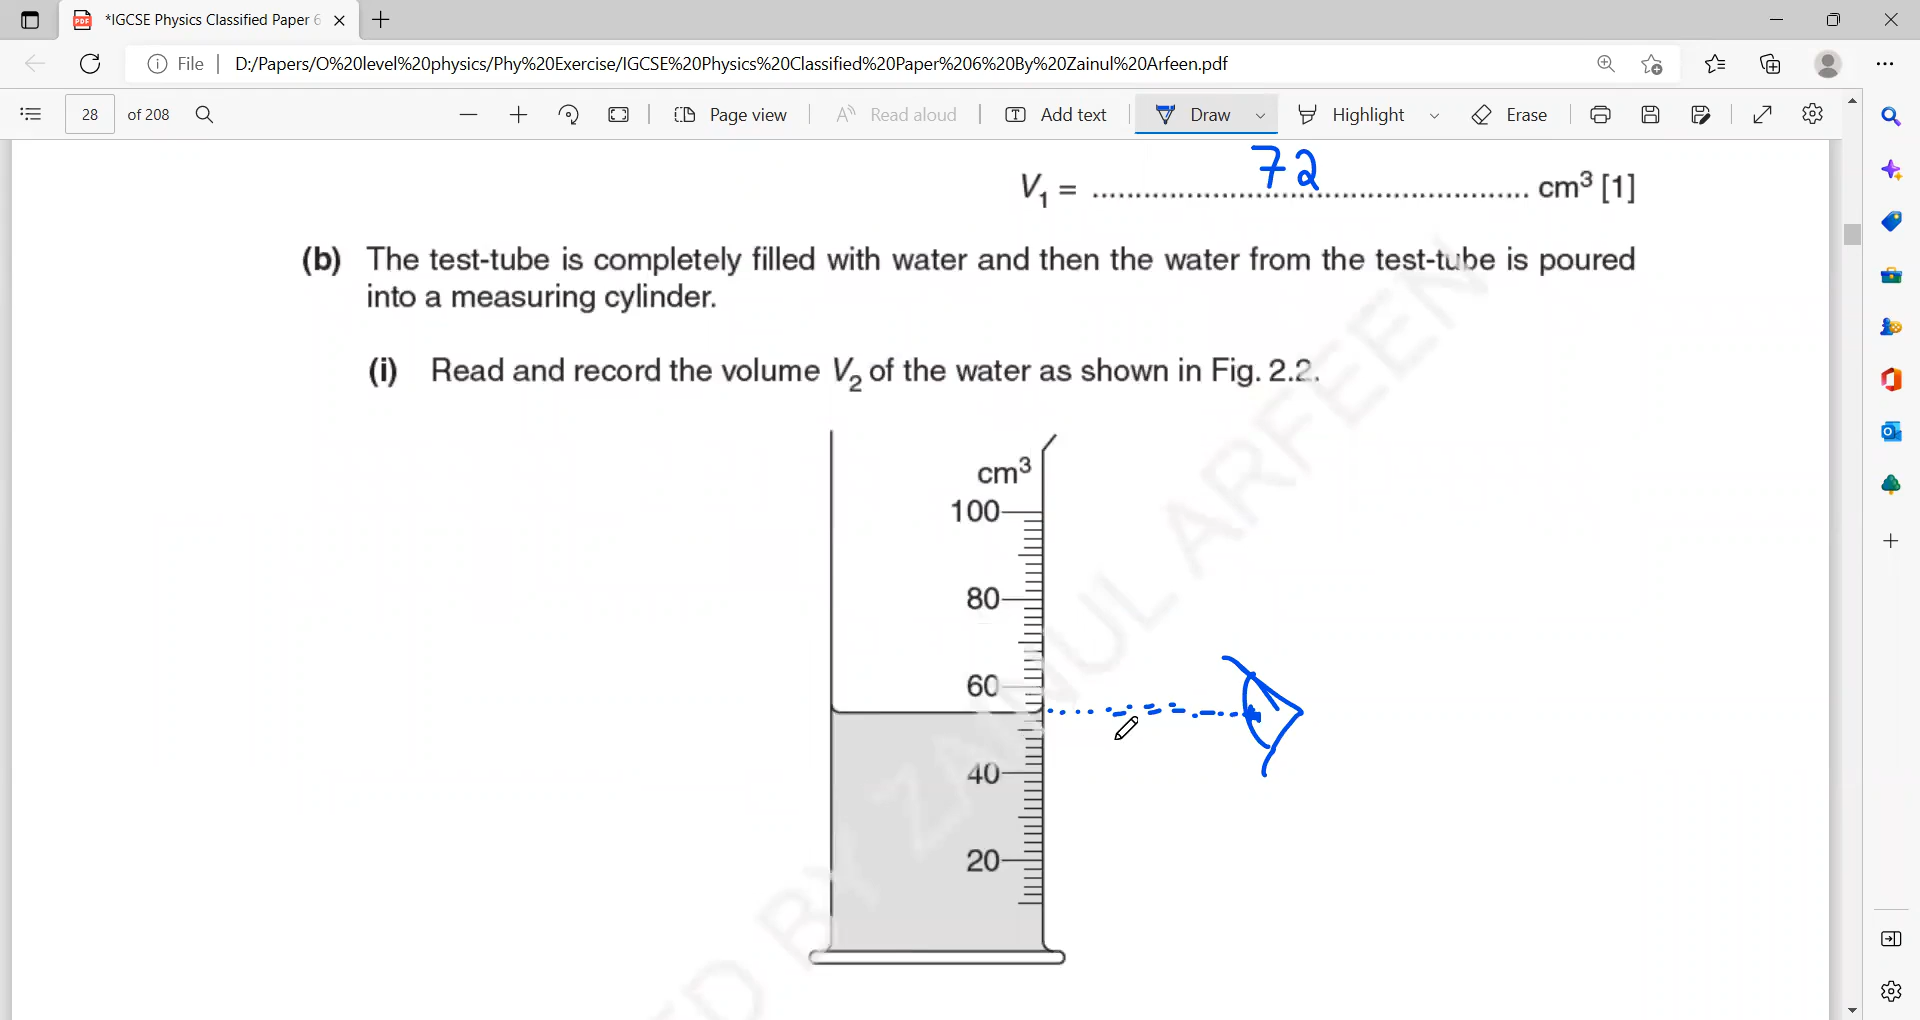 *IGCSE Physics Classified Paper 6
File
D:/Papers/O%20level%20physics/Phy%20Exercise/IGCSE%20Physics%20Classified%20Paper%206%20By%20Zainul%20Arfeen.pdf
28 of 208
Page view
Read aloud
Add text
Draw
Highlight
Erase
72
V₁ = .................................................... cm³ [1]
(b) The test-tube is completely filled with water and then the water from the test-tube is poured
into a measuring cylinder.
(i) Read and record the volume V₂ of the water as shown in Fig. 2.2.
cm³
100
80
60
40
20
ED BY ZAINUL ARFEEN